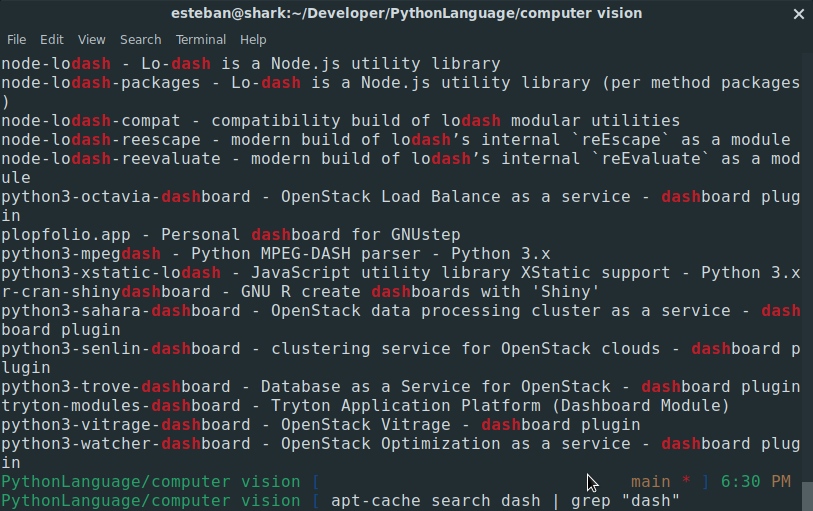 esteban@shark:~/Developer/PythonLanguage/computer vision
File Edit View Search Terminal Help
node-lodash - Lo-dash is a Node.js utility library
node-lodash-packages - Lo-dash is a Node.js utility library (per method packages
)
node-lodash-compat - compatibility build of lodash modular utilities
node-lodash-reescape - modern build of lodash’s internal `reEscape` as a module
node-lodash-reevaluate - modern build of lodash’s internal `reEvaluate` as a mod
ule
python3-octavia-dashboard - OpenStack Load Balance as a service - dashboard plug
in
plopfolio.app - Personal dashboard for GNUstep
python3-mpegdash - Python MPEG-DASH parser - Python 3.x
python3-xstatic-lodash - JavaScript utility library XStatic support - Python 3.x
r-cran-shinydashboard - GNU R create dashboards with 'Shiny'
python3-sahara-dashboard - OpenStack data processing cluster as a service - dash
board plugin
python3-senlin-dashboard - clustering service for OpenStack clouds - dashboard p
lugin
python3-trove-dashboard - Database as a Service for OpenStack - dashboard plugin
tryton-modules-dashboard - Tryton Application Platform (Dashboard Module)
python3-vitrage-dashboard - OpenStack Vitrage - dashboard plugin
python3-watcher-dashboard - OpenStack Optimization as a service - dashboard plug
in
PythonLanguage/computer vision [ main * ] 6:30 PM
PythonLanguage/computer vision [ apt-cache search dash | grep "dash"